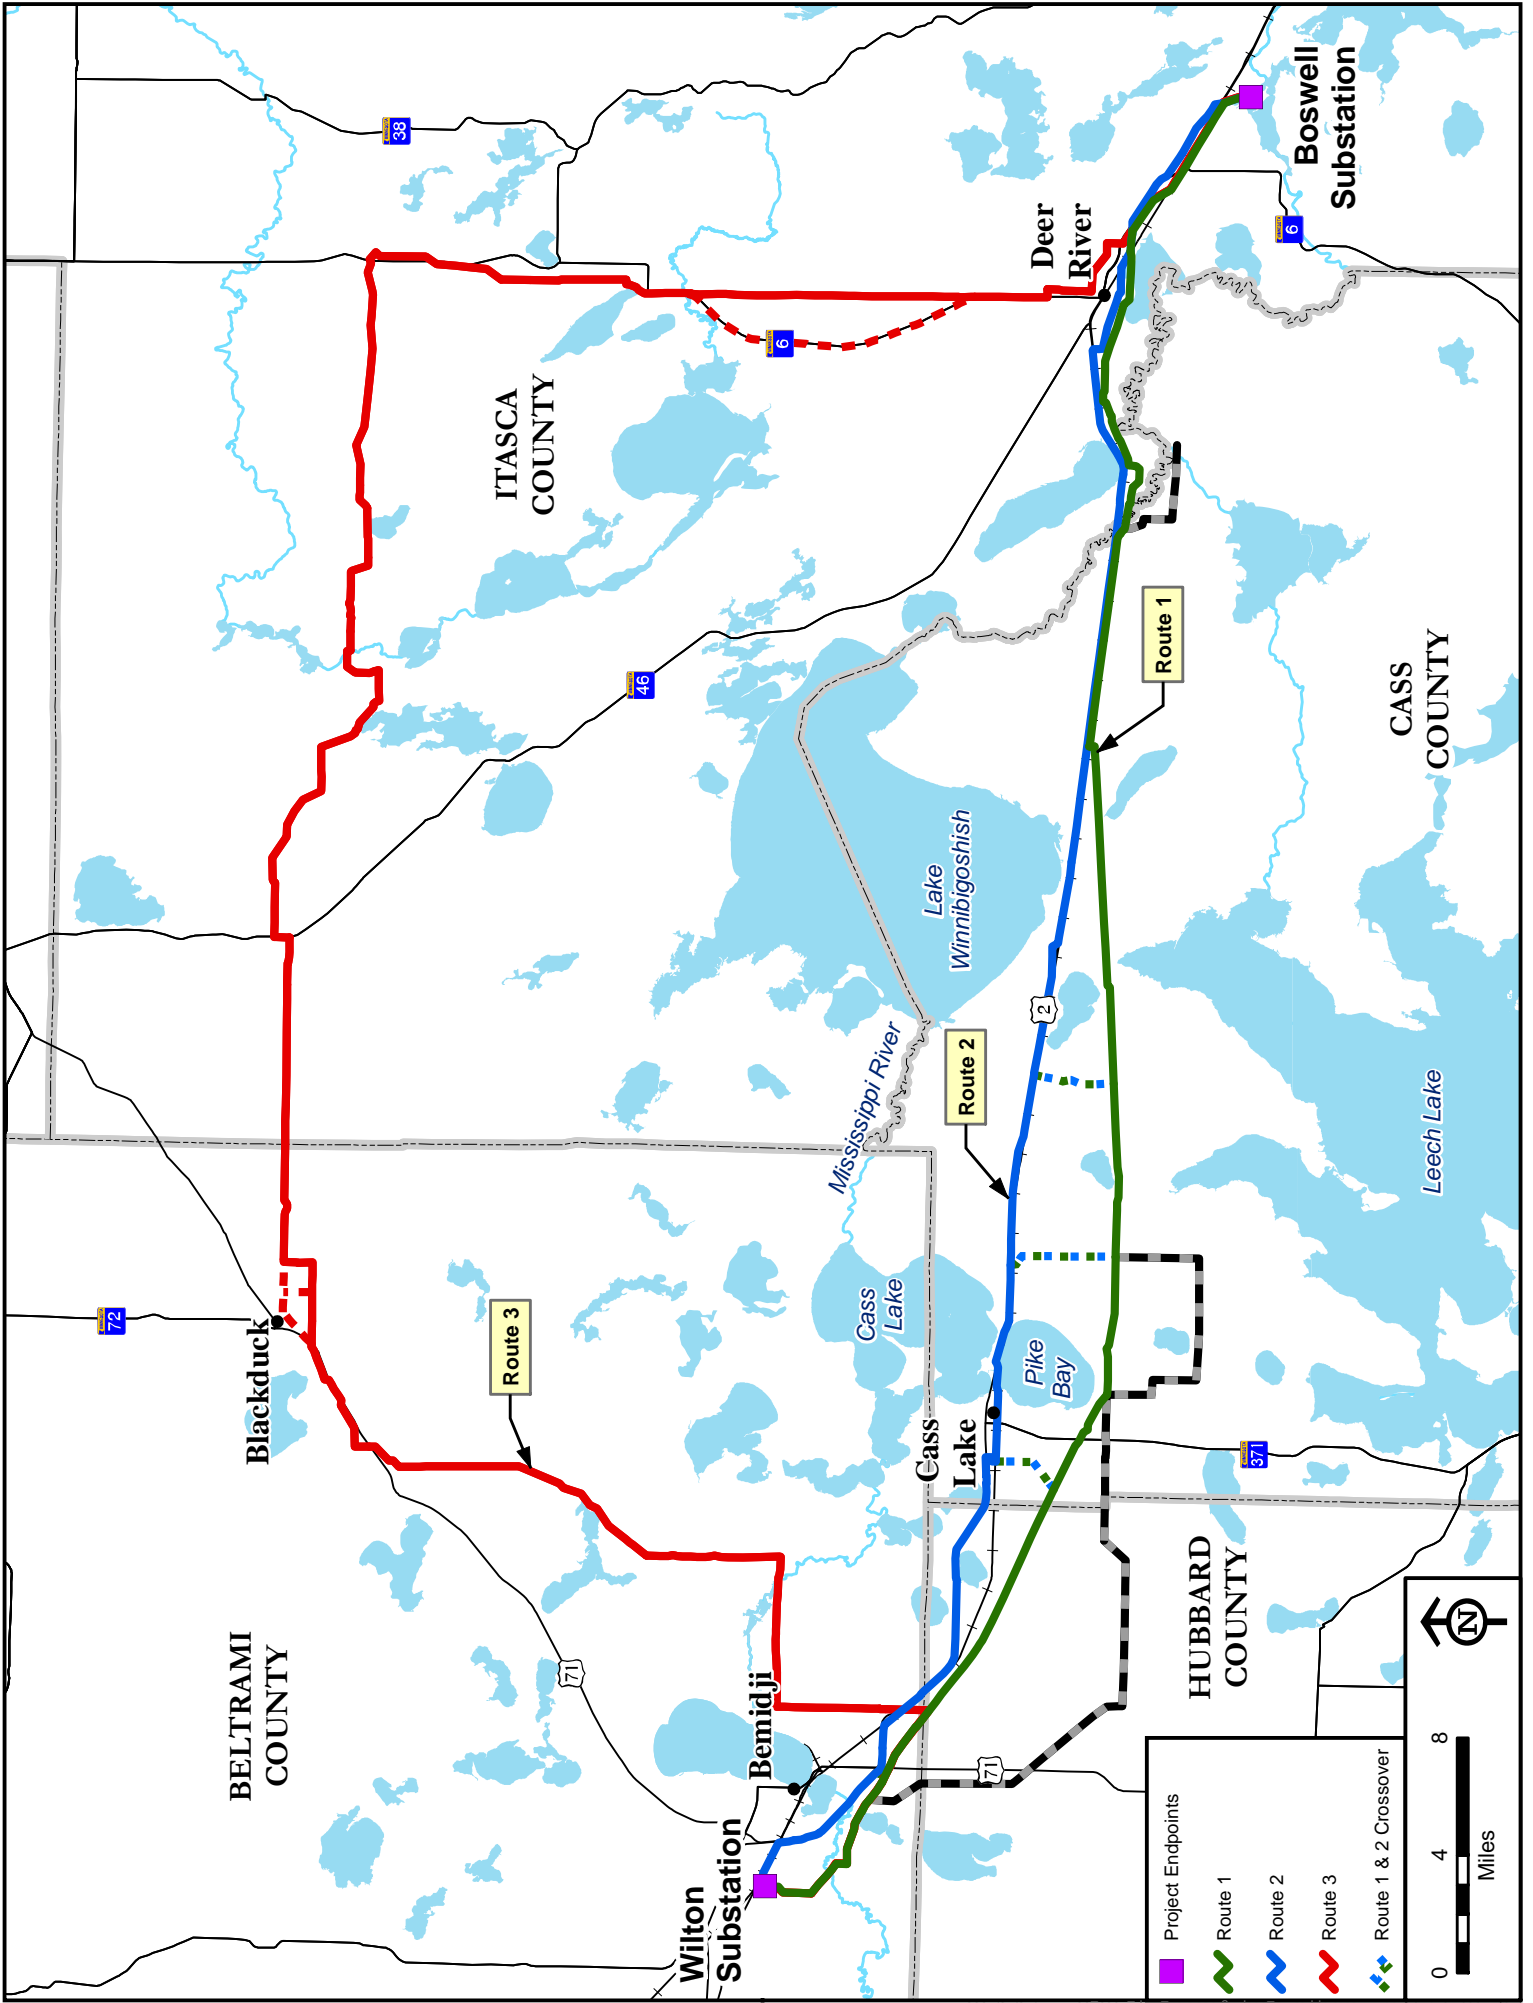 72
BELTRAMI
COUNTY
Blackduck
38
Route 3
ITASCA
COUNTY
71
46
Wilton
Substation
Bemidji
6
Mississippi River
Cass
Lake
Cass
Lake
Lake
Winnibigoshish
Route 2
71
Pike
Bay
2
Deer
River
Route 1
HUBBARD
COUNTY
371
6
Boswell
Substation
CASS
COUNTY
Leech Lake
Project Endpoints
Route 1
Route 2
Route 3
Route 1 & 2 Crossover
0 4 8
Miles
N